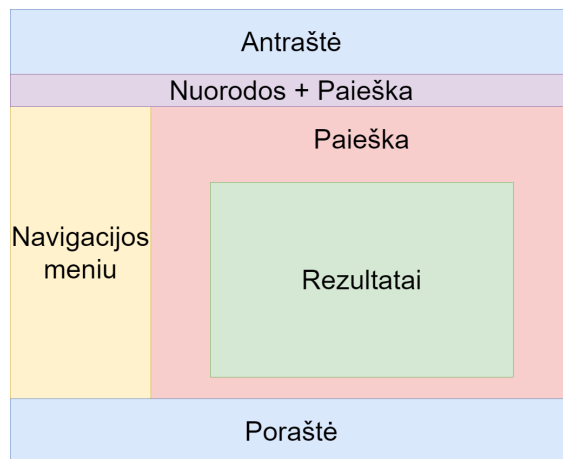 Antraštė
Nuorodos + Paieška
Paieška
Navigacijos
meniu
Rezultatai
Poraštė